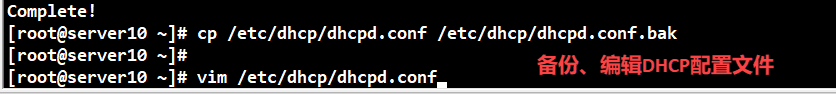 Complete!
[root@server10 ~]# cp /etc/dhcp/dhcpd.conf /etc/dhcp/dhcpd.conf.bak
[root@server10 ~]#
[root@server10 ~]# vim /etc/dhcp/dhcpd.conf
备份、编辑DHCP配置文件